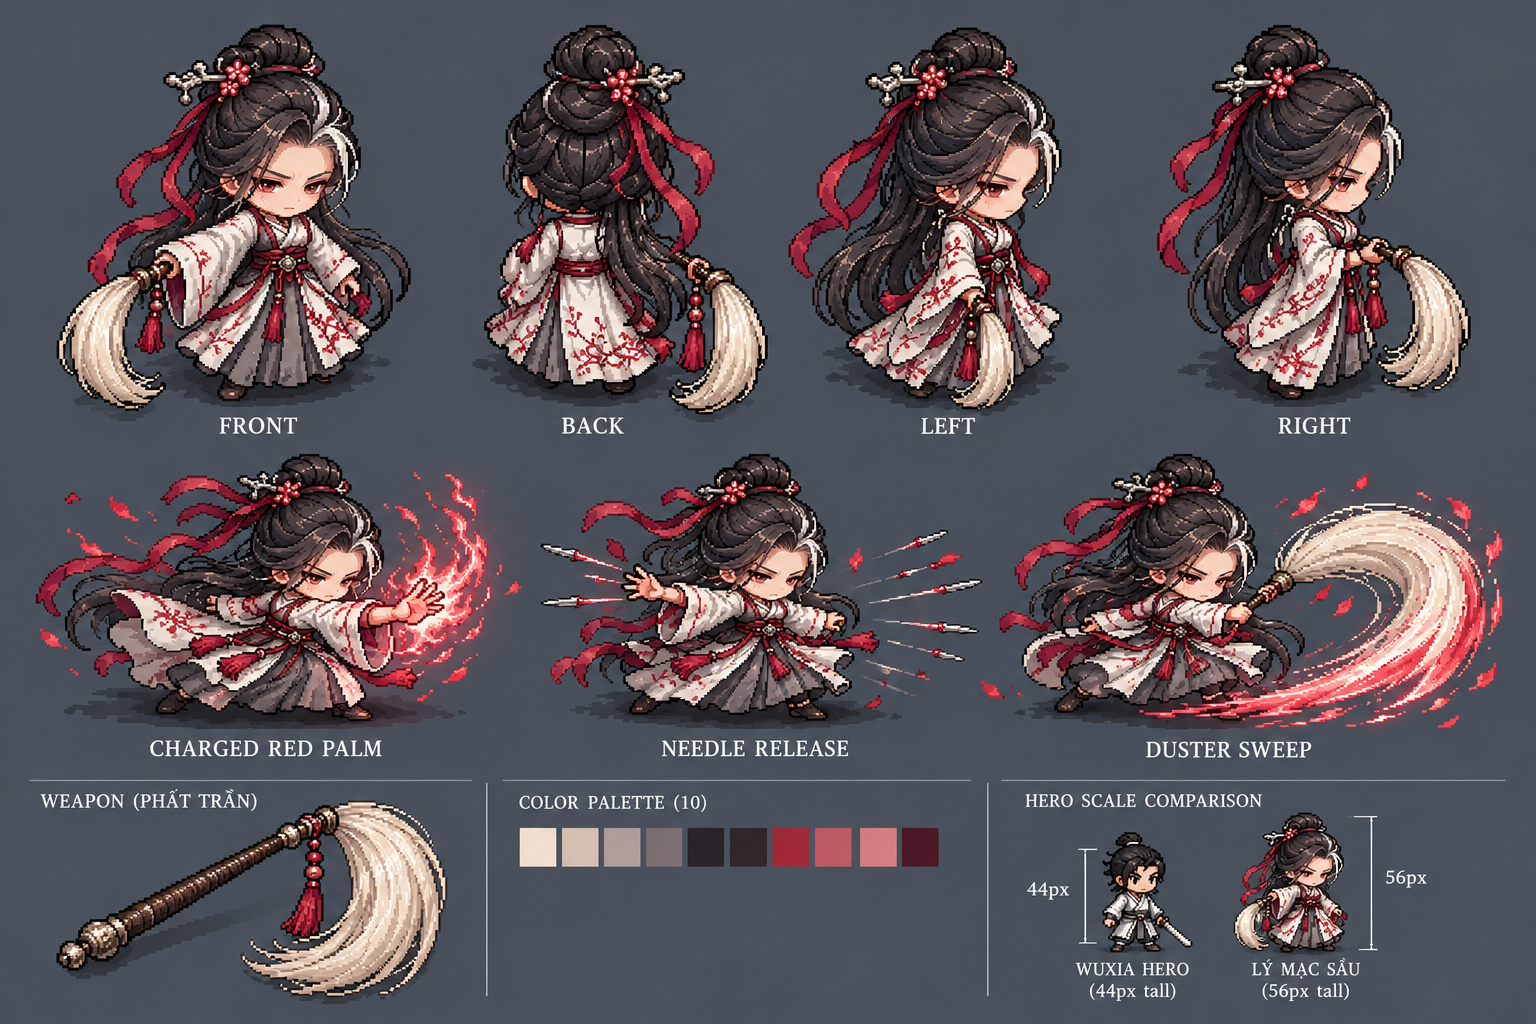 FRONT
BACK
LEFT
RIGHT
CHARGED RED PALM
NEEDLE RELEASE
DUSTER SWEEP
WEAPON (PHẤT TRẦN)
COLOR PALETTE (10)
HERO SCALE COMPARISON
44px
56px
WUXIA HERO
(44px tall)
LÝ MẠC SẦU
(56px tall)